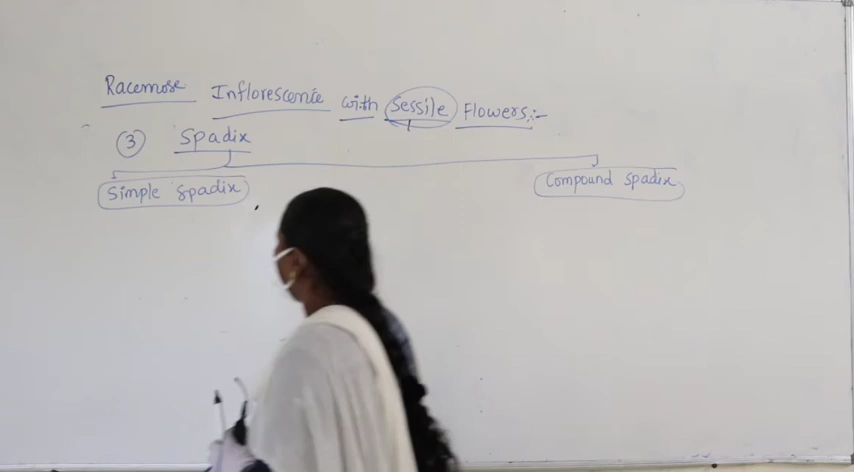 Racemose Inflorescence with Sessile Flowers:-
3 Spadix
Simple Spadix Compound Spadix